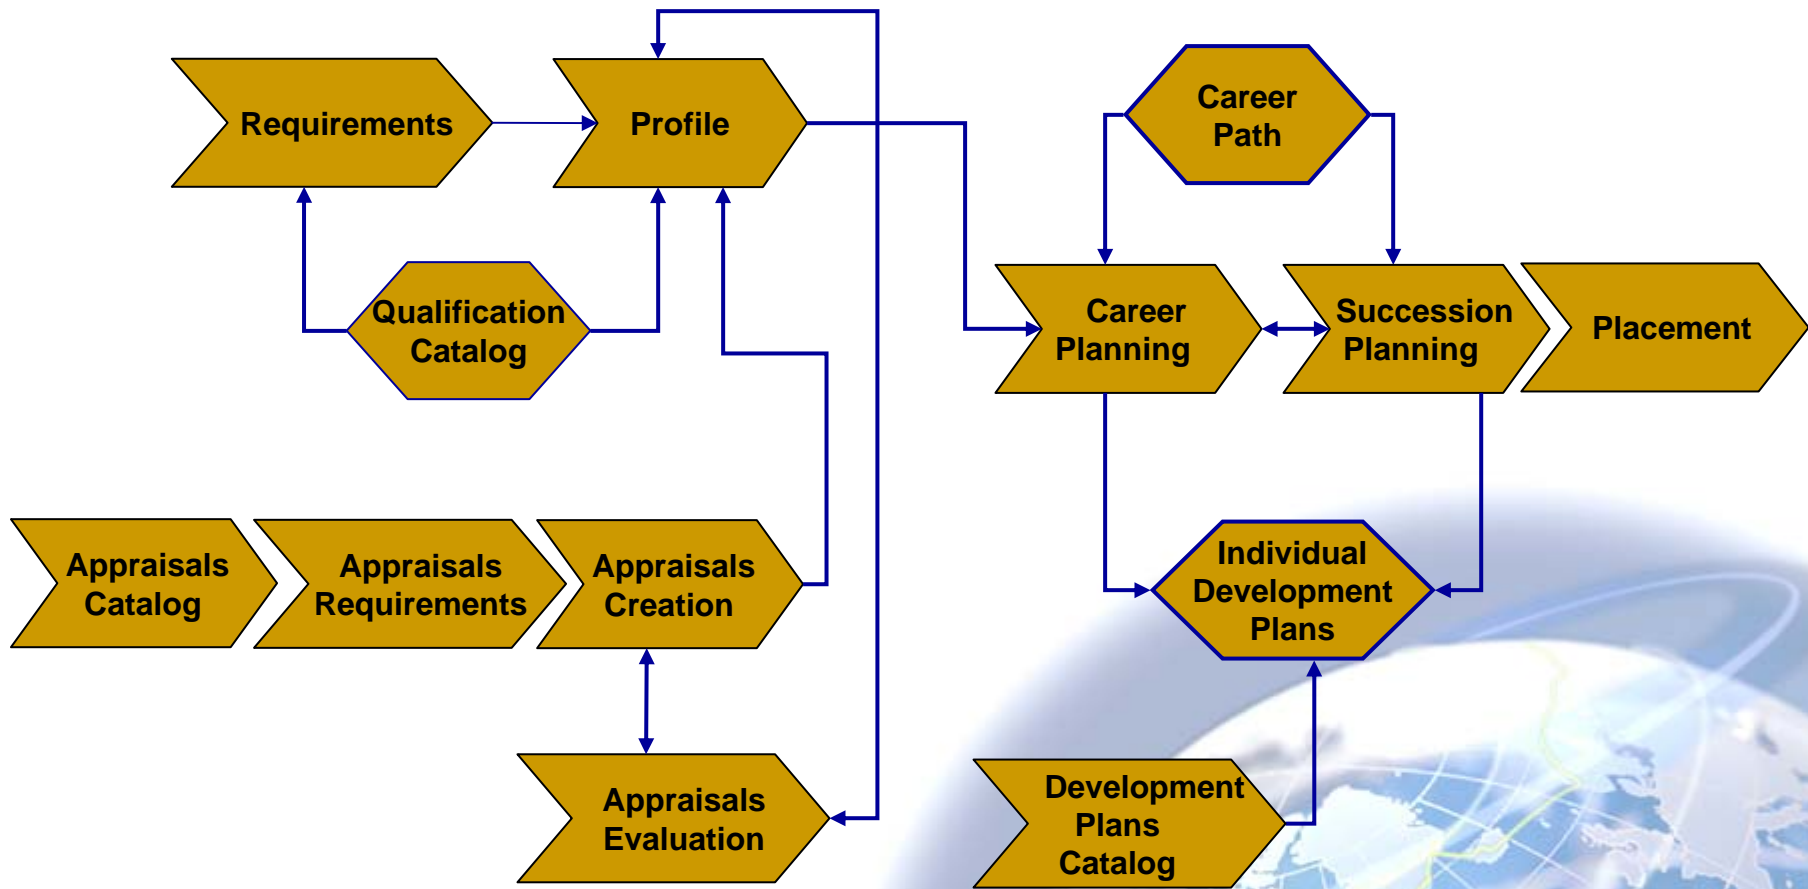 Requirements
Profile
Career
Path
Qualification
Catalog
Career
Planning
Succession
Planning
Placement
Appraisals
Catalog
Appraisals
Requirements
Appraisals
Creation
Individual
Development
Plans
Appraisals
Evaluation
Development
Plans
Catalog